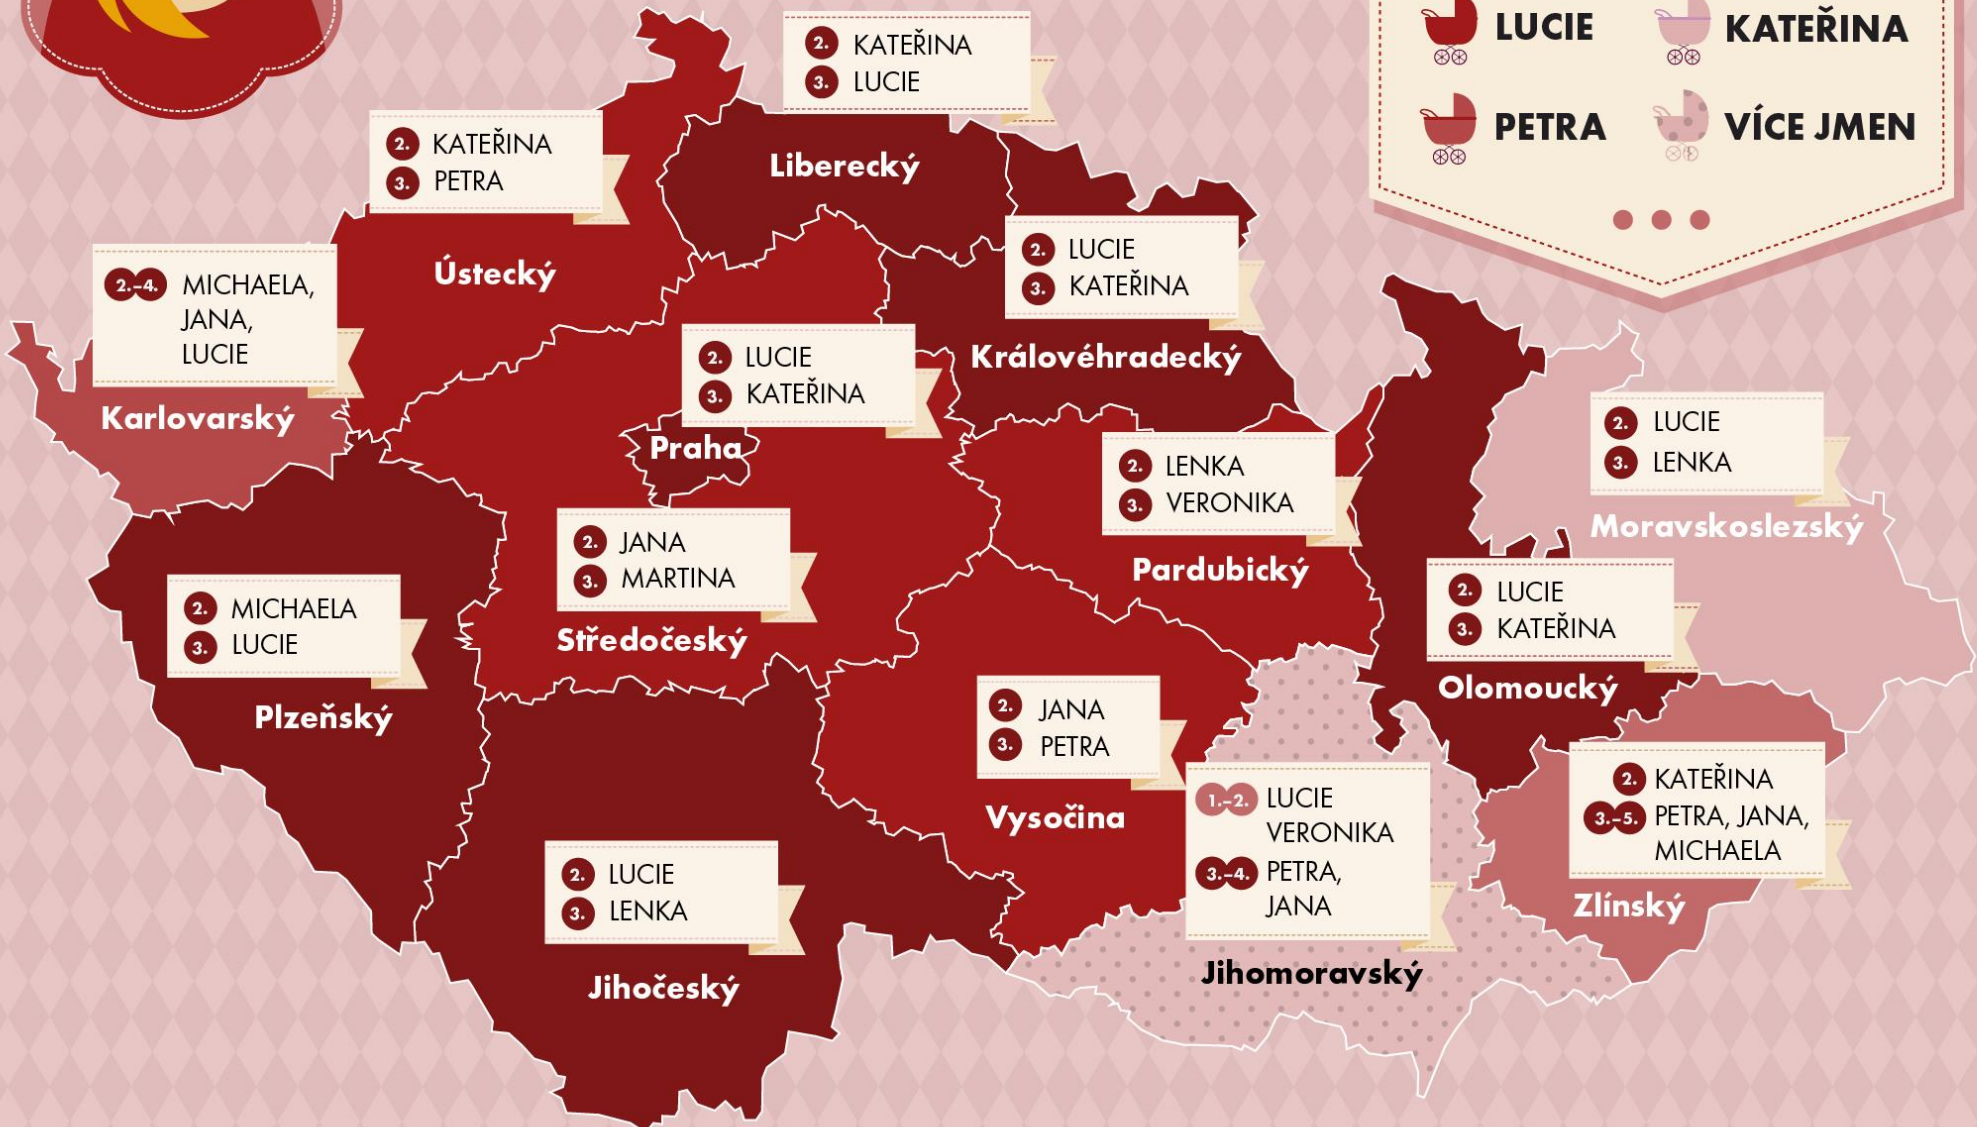 LUCIE
KATEŘINA
PETRA
VÍCE JMEN
2. KATEŘINA
3. LUCIE
Liberecký
2. KATEŘINA
3. PETRA
Ústecký
2. LUCIE
3. KATEŘINA
Královéhradecký
2.–4. MICHAELA,
JANA,
LUCIE
Karlovarský
2. LUCIE
3. KATEŘINA
Praha
2. LUCIE
3. LENKA
Moravskoslezský
2. LENKA
3. VERONIKA
Pardubický
2. JANA
3. MARTINA
Středočeský
2. MICHAELA
3. LUCIE
Plzeňský
2. LUCIE
3. KATEŘINA
Olomoucký
2. JANA
3. PETRA
Vysočina
1.–2. LUCIE
VERONIKA
3.–4. PETRA,
JANA
Jihomoravský
2. KATEŘINA
3.–5. PETRA, JANA,
MICHAELA
Zlínský
2. LUCIE
3. LENKA
Jihočeský